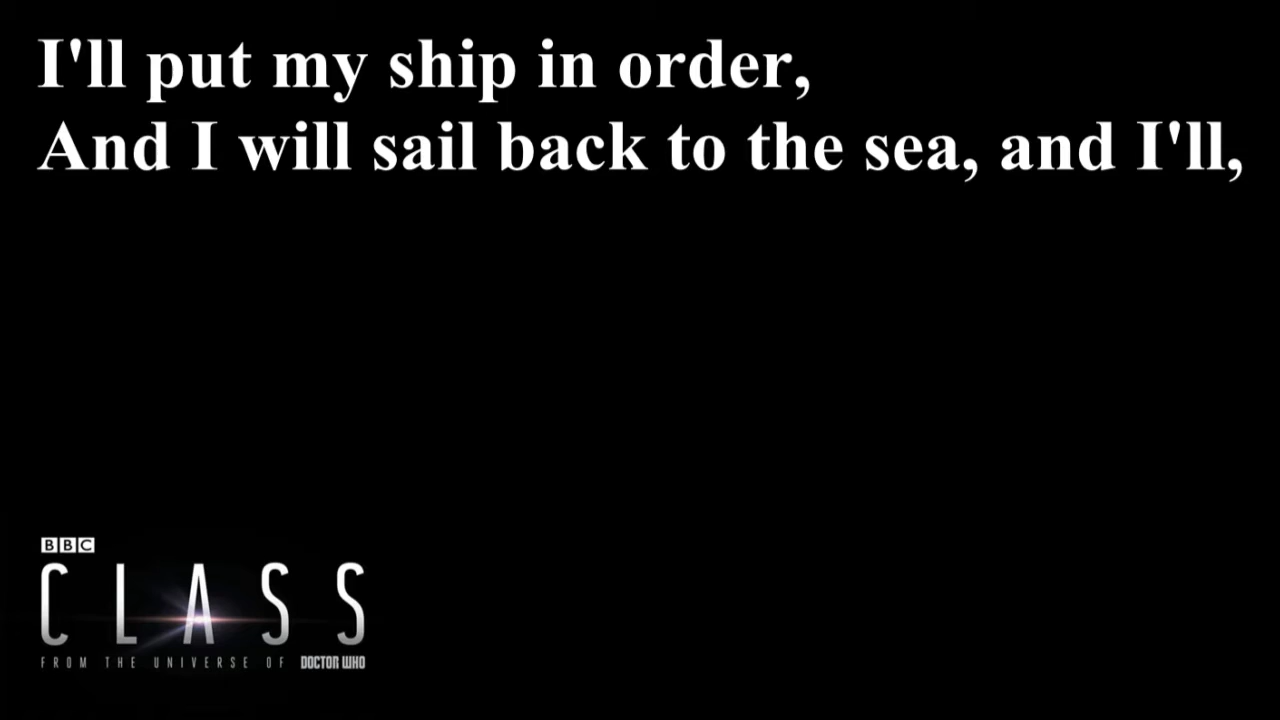 I'll put my ship in order,
And I will sail back to the sea, and I'll,
BBC
CLASS
FROM THE UNIVERSE OF DOCTOR WHO